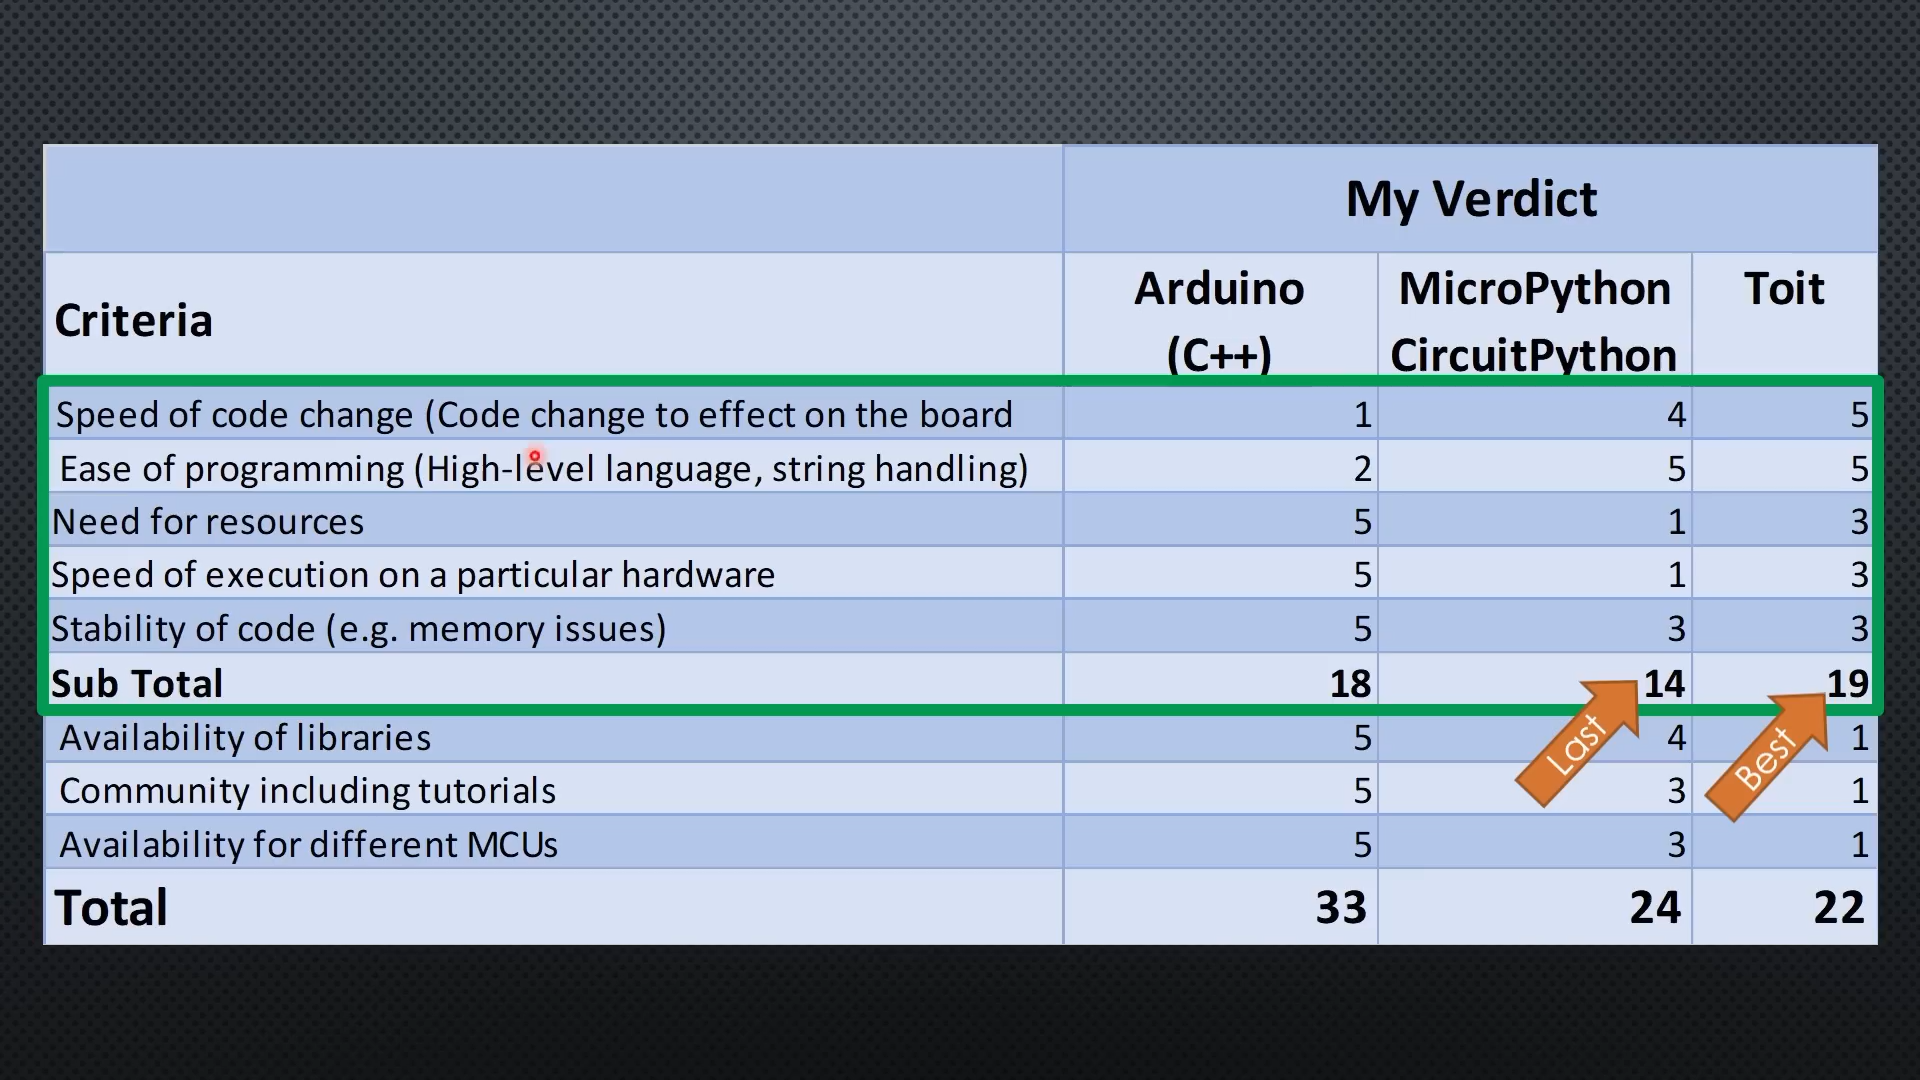 My Verdict
Criteria
Arduino
(C++)
MicroPython
CircuitPython
Toit
Speed of code change (Code change to effect on the board 1 4 5
Ease of programming (High-level language, string handling) 2 5 5
Need for resources 5 1 3
Speed of execution on a particular hardware 5 1 3
Stability of code (e.g. memory issues) 5 3 3
Sub Total 18 14 19
Availability of libraries 5 4 1
Community including tutorials 5 3 1
Availability for different MCUs 5 3 1
Total 33 24 22
Last
Best